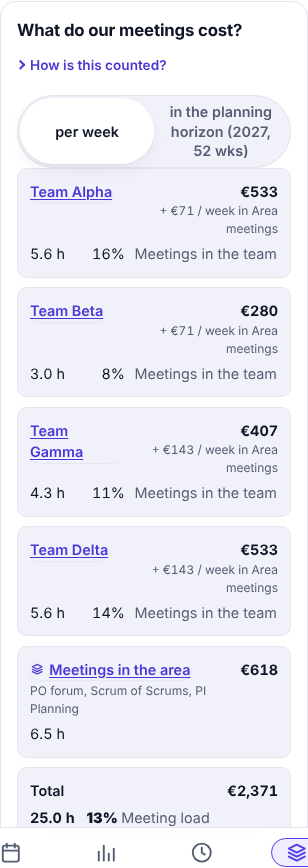 What do our meetings cost?
How is this counted?
per week
in the planning
horizon (2027,
52 wks)
Team Alpha €533
+ €71 / week in Area
meetings
5.6 h 16% Meetings in the team
Team Beta €280
+ €71 / week in Area
meetings
3.0 h 8% Meetings in the team
Team
Gamma €407
+ €143 / week in Area
meetings
4.3 h 11% Meetings in the team
Team Delta €533
+ €143 / week in Area
meetings
5.6 h 14% Meetings in the team
Meetings in the area €618
PO forum, Scrum of Scrums, PI
Planning
6.5 h
Total €2,371
25.0 h 13% Meeting load